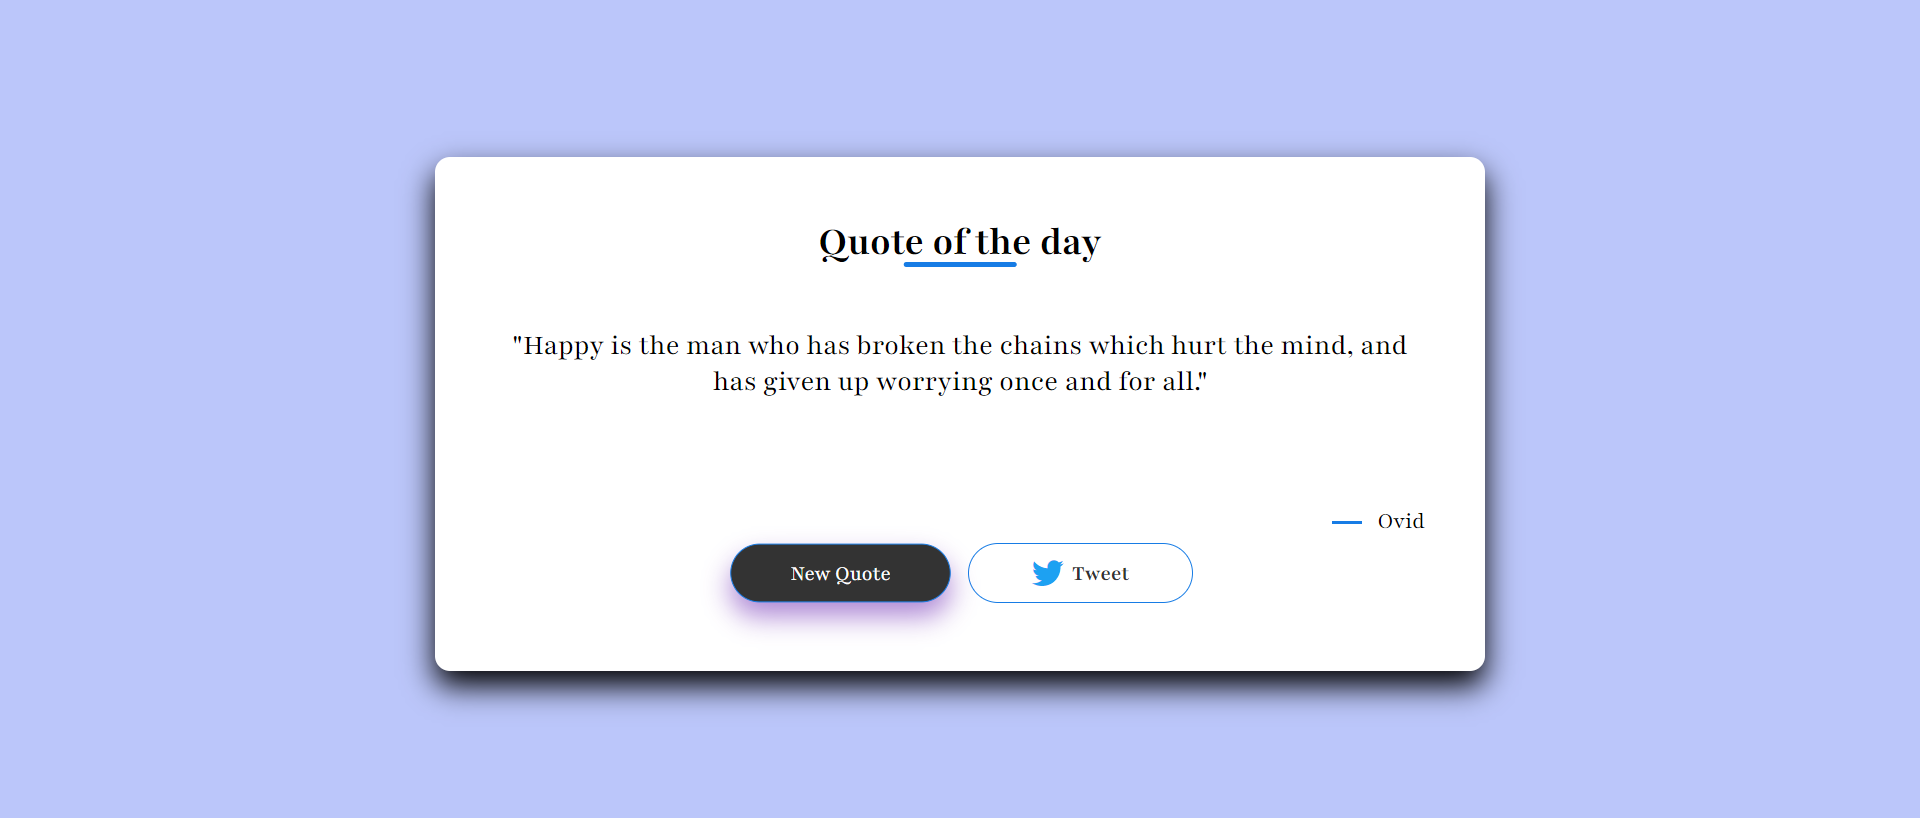 Quote of the day
"Happy is the man who has broken the chains which hurt the mind, and
has given up worrying once and for all."
Ovid
New Quote
Tweet